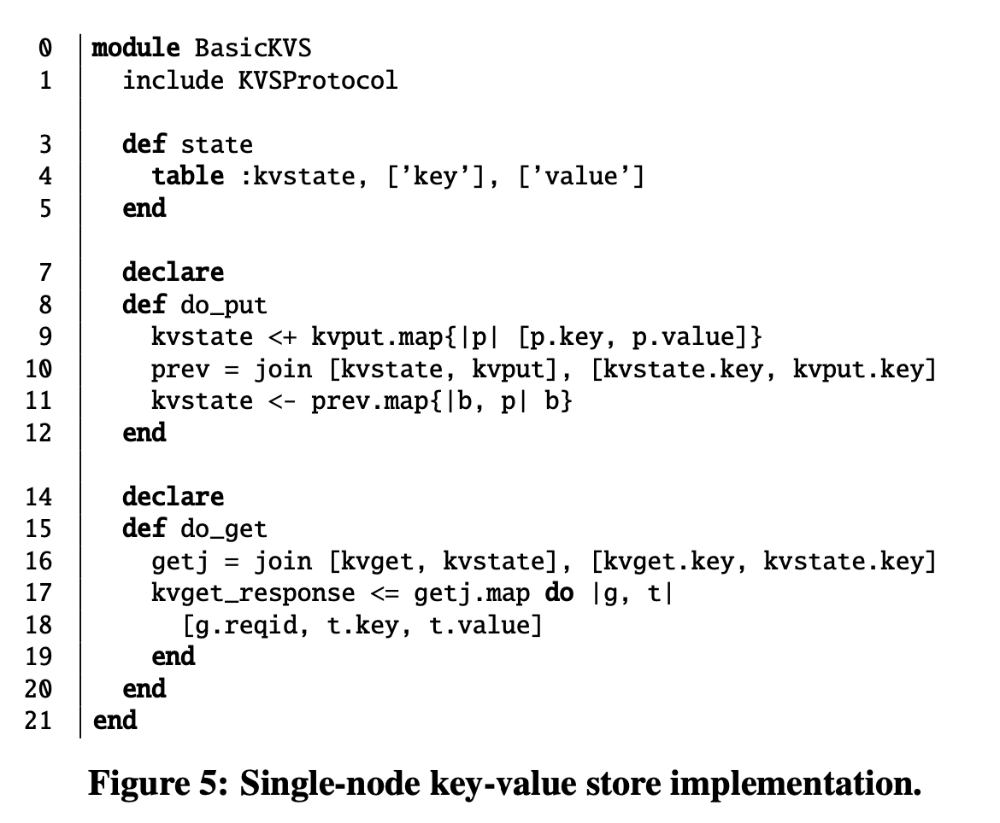 0 module BasicKVS
1   include KVSProtocol
3   def state
4     table :kvstate, [’key’], [’value’]
5   end
7   declare
8   def do_put
9     kvstate <+ kvput.map{|p| [p.key, p.value]}
10     prev = join [kvstate, kvput], [kvstate.key, kvput.key]
11     kvstate <- prev.map{|b, p| b}
12   end
14   declare
15   def do_get
16     getj = join [kvget, kvstate], [kvget.key, kvstate.key]
17     kvget_response <= getj.map do |g, t|
18       [g.reqid, t.key, t.value]
19     end
20   end
21 end
Figure 5: Single-node key-value store implementation.